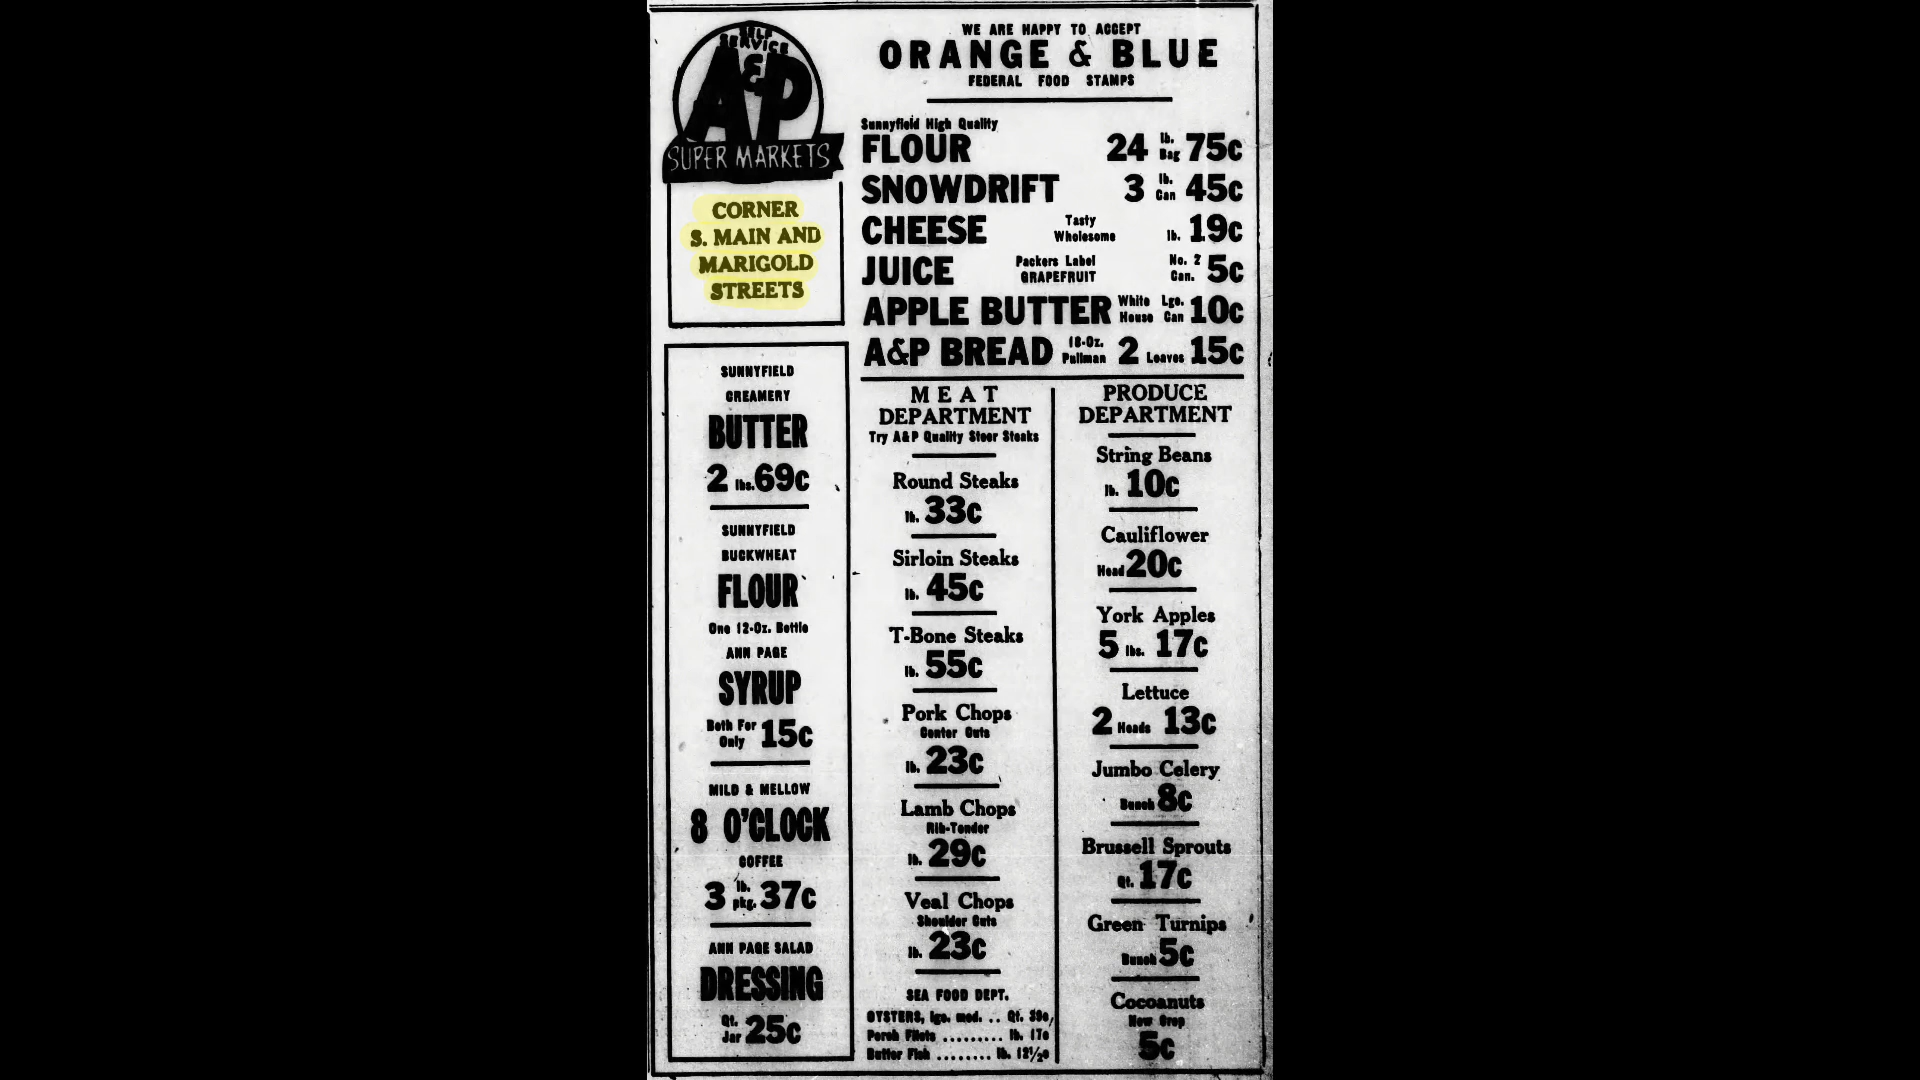 SELF
SERVICE
A&P
SUPER MARKETS
CORNER
S. MAIN AND
MARIGOLD
STREETS
WE ARE HAPPY TO ACCEPT
ORANGE & BLUE
FEDERAL FOOD STAMPS
Sunnyfield High Quality
FLOUR 24 lb. Bag 75c
SNOWDRIFT 3 lb. Can 45c
CHEESE Tasty Wholesome lb. 19c
JUICE Packers Label GRAPEFRUIT No. 2 Can. 5c
APPLE BUTTER White House Lge. Can 10c
A&P BREAD 18-Oz. Pullman 2 Loaves 15c
SUNNYFIELD
CREAMERY
BUTTER
2 lbs. 69c
SUNNYFIELD
BUCKWHEAT
FLOUR
One 12-Oz. Bottle
ANN PAGE
SYRUP
Both For Only 15c
MILD & MELLOW
8 O'CLOCK
COFFEE
3 lb. pkg. 37c
ANN PAGE SALAD
DRESSING
Qt. Jar 25c
MEAT
DEPARTMENT
Try A&P Quality Steer Steaks
Round Steaks
lb. 33c
Sirloin Steaks
lb. 45c
T-Bone Steaks
lb. 55c
Pork Chops
Center Cuts
lb. 23c
Lamb Chops
Rib-Tender
lb. 29c
Veal Chops
Shoulder Cuts
lb. 23c
SEA FOOD DEPT.
OYSTERS, lge. med. .. Qt. 39c,
Perch Filets ......... lb. 17c
Butter Fish ........ lb. 12½c
PRODUCE
DEPARTMENT
String Beans
lb. 10c
Cauliflower
Head 20c
York Apples
5 lbs. 17c
Lettuce
2 Heads 13c
Jumbo Celery
Bunch 8c
Brussell Sprouts
Qt. 17c
Green Turnips
Bunch 5c
Cocoanuts
New Crop
5c